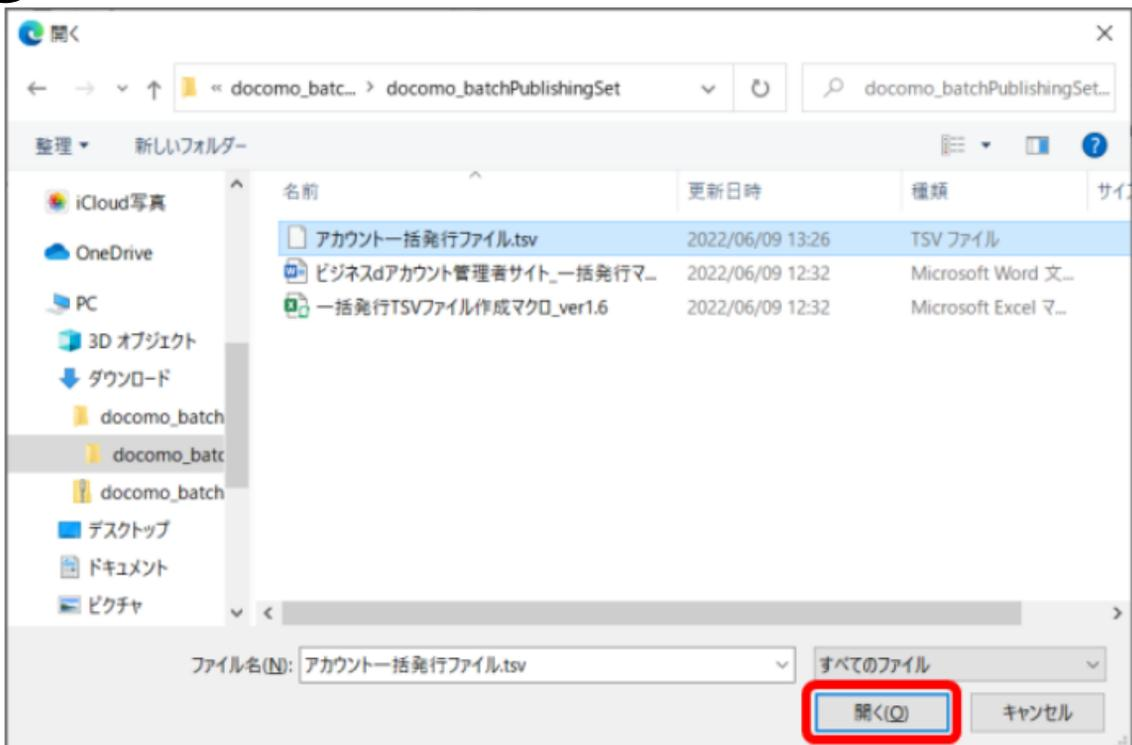 開く
« docomo_batc... > docomo_batchPublishingSet
docomo_batchPublishingSet...
整理 新しいフォルダー
名前 更新日時 種類 サイズ
iCloud写真
OneDrive
PC
3D オブジェクト
ダウンロード
docomo_batch
docomo_batc
docomo_batch
デスクトップ
ドキュメント
ピクチャ
アカウント一括発行ファイル.tsv 2022/06/09 13:26 TSV ファイル
ビジネスdアカウント管理者サイト_一括発行マ... 2022/06/09 12:32 Microsoft Word 文...
一括発行TSVファイル作成マクロ_ver1.6 2022/06/09 12:32 Microsoft Excel マ...
ファイル名(N): アカウント一括発行ファイル.tsv すべてのファイル
開く(O) キャンセル